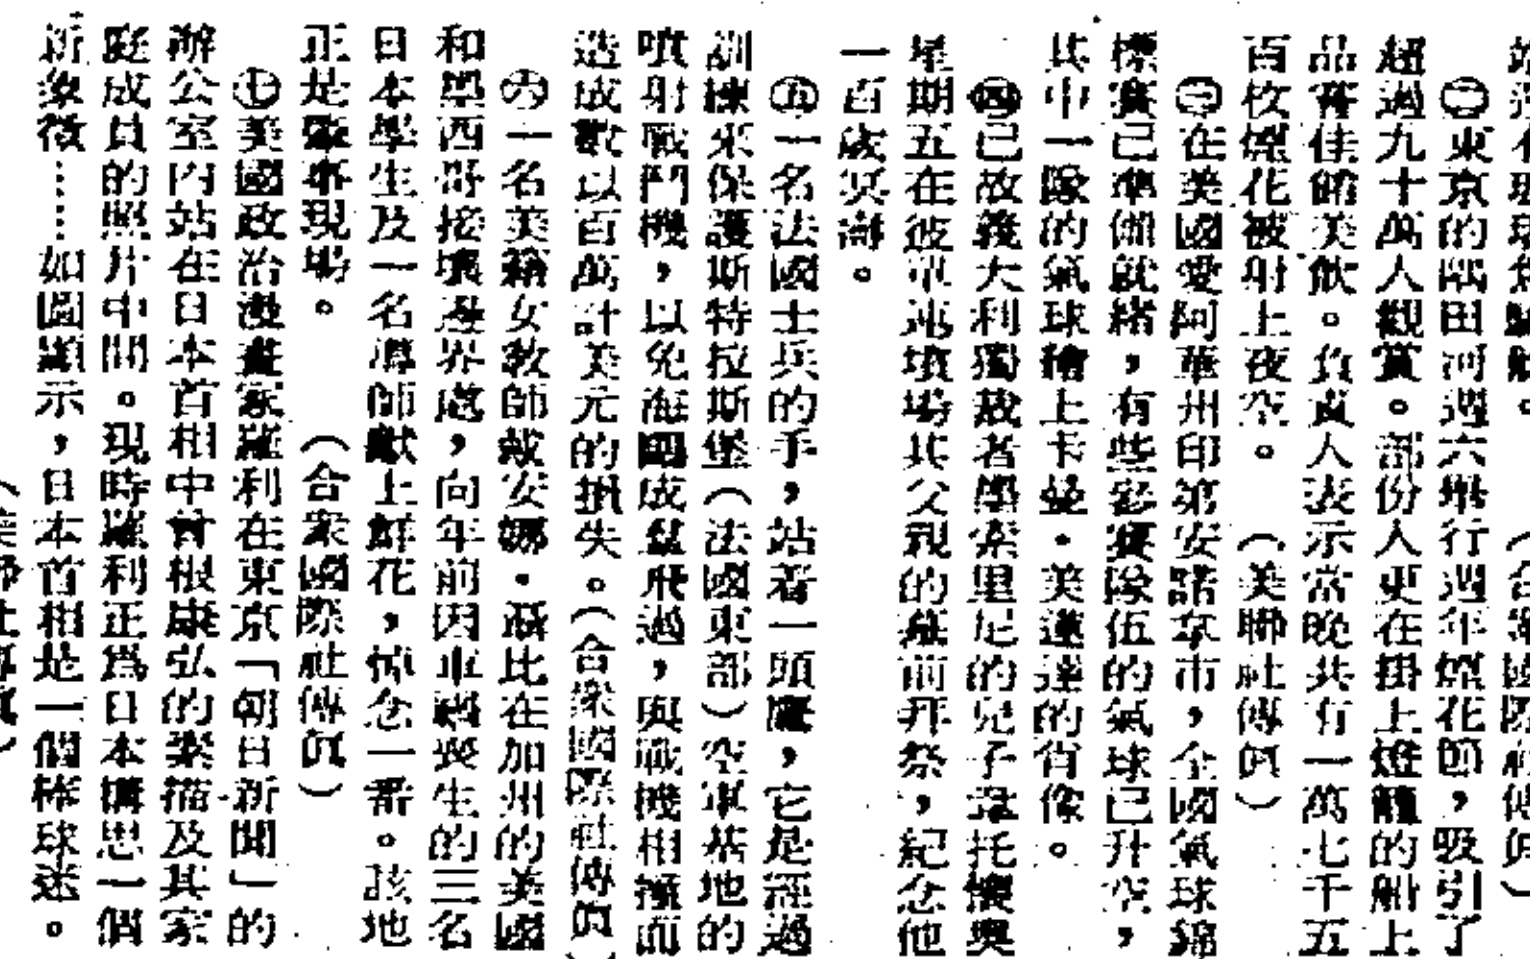 ㊁東京的隅田河週六舉行週年煙花節，吸引了
超過九十萬人觀賞。部份人更在掛上燈籠的船上
品嘗佳餚美飲。負責人表示當晚共有一萬七千五
百枚煙花被射上夜空。（美聯社傳真）
㊂在美國愛阿華州印第安諾拿市，全國氣球錦
標賽已準備就緒，有些參賽隊伍的氣球已升空，
其中一隊的氣球繪上卡曼·美蓮達的肖像。
㊃已故義大利獨裁者墨索里尼的兒子韋托懷奧
星期五在彼單迪墳場其父親的墓前拜祭，紀念他
一百歲冥壽。
㊄一名法國士兵的手，站着一頭鷹，它是經過
訓練來保護斯特拉斯堡（法國東部）空軍基地的
噴射戰鬥機，以免海鷗成羣飛過，與戰機相撞而
造成數以百萬計美元的損失。（合衆國際社傳真）
㊅一名美籍女教師戴安娜·聶比在加州的美國
和墨西哥接壤邊界處，向年前因車禍喪生的三名
日本學生及一名導師獻上鮮花，悼念一番。該地
正是肇事現場。（合衆國際社傳真）
㊆美國政治漫畫家羅利在東京「朝日新聞」的
辦公室內站在日本首相中曾根康弘的素描及其家
庭成員的照片中間。現時羅利正爲日本構思一個
新象徵……如圖顯示，日本首相是一個棒球迷。